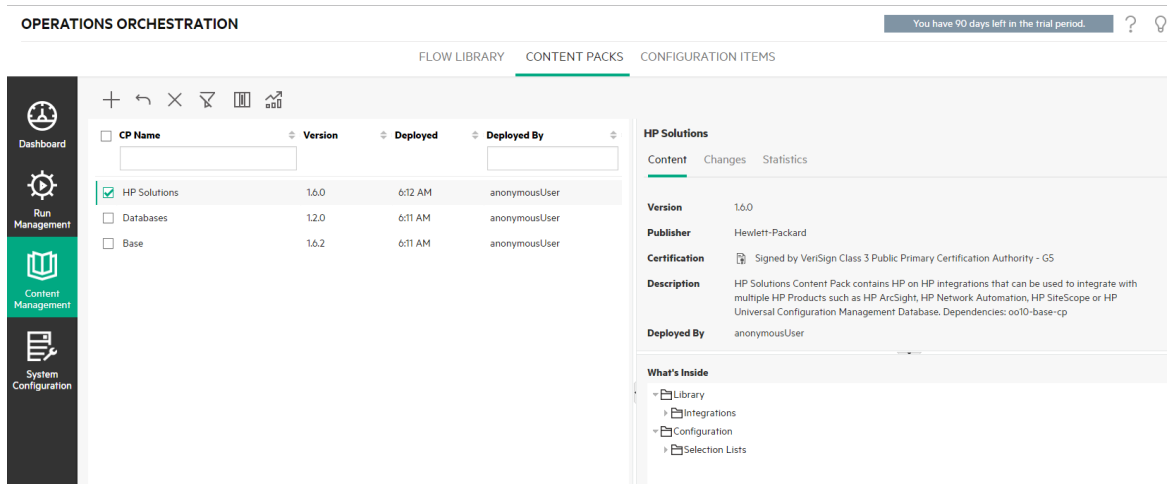 OPERATIONS ORCHESTRATION
You have 90 days left in the trial period.
FLOW LIBRARY CONTENT PACKS CONFIGURATION ITEMS
Dashboard
Run
Management
Content
Management
System
Configuration
CP Name Version Deployed Deployed By
HP Solutions 1.6.0 6:12 AM anonymousUser
Databases 1.2.0 6:11 AM anonymousUser
Base 1.6.2 6:11 AM anonymousUser
HP Solutions
Content Changes Statistics
Version 1.6.0
Publisher Hewlett-Packard
Certification Signed by VeriSign Class 3 Public Primary Certification Authority - G5
Description HP Solutions Content Pack contains HP on HP integrations that can be used to integrate with
multiple HP Products such as HP ArcSight, HP Network Automation, HP SiteScope or HP
Universal Configuration Management Database. Dependencies: oo10-base-cp
Deployed By anonymousUser
What's Inside
Library
Integrations
Configuration
Selection Lists